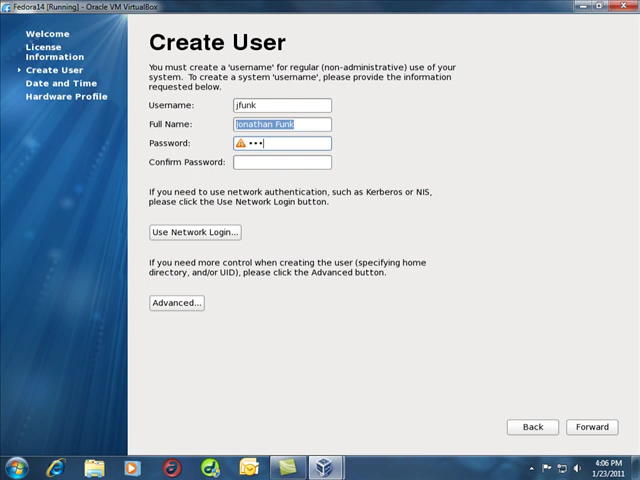 Fedora14 [Running] - Oracle VM VirtualBox
Welcome
License
Information
Create User
Date and Time
Hardware Profile
Create User
You must create a 'username' for regular (non-administrative) use of your
system.  To create a system 'username', please provide the information
requested below.
Username: jfunk
Full Name: Jonathan Funk
Password: •••
Confirm Password:
If you need to use network authentication, such as Kerberos or NIS,
please click the Use Network Login button.
Use Network Login...
If you need more control when creating the user (specifying home
directory, and/or UID), please click the Advanced button.
Advanced...
Back Forward
4:06 PM
1/23/2011